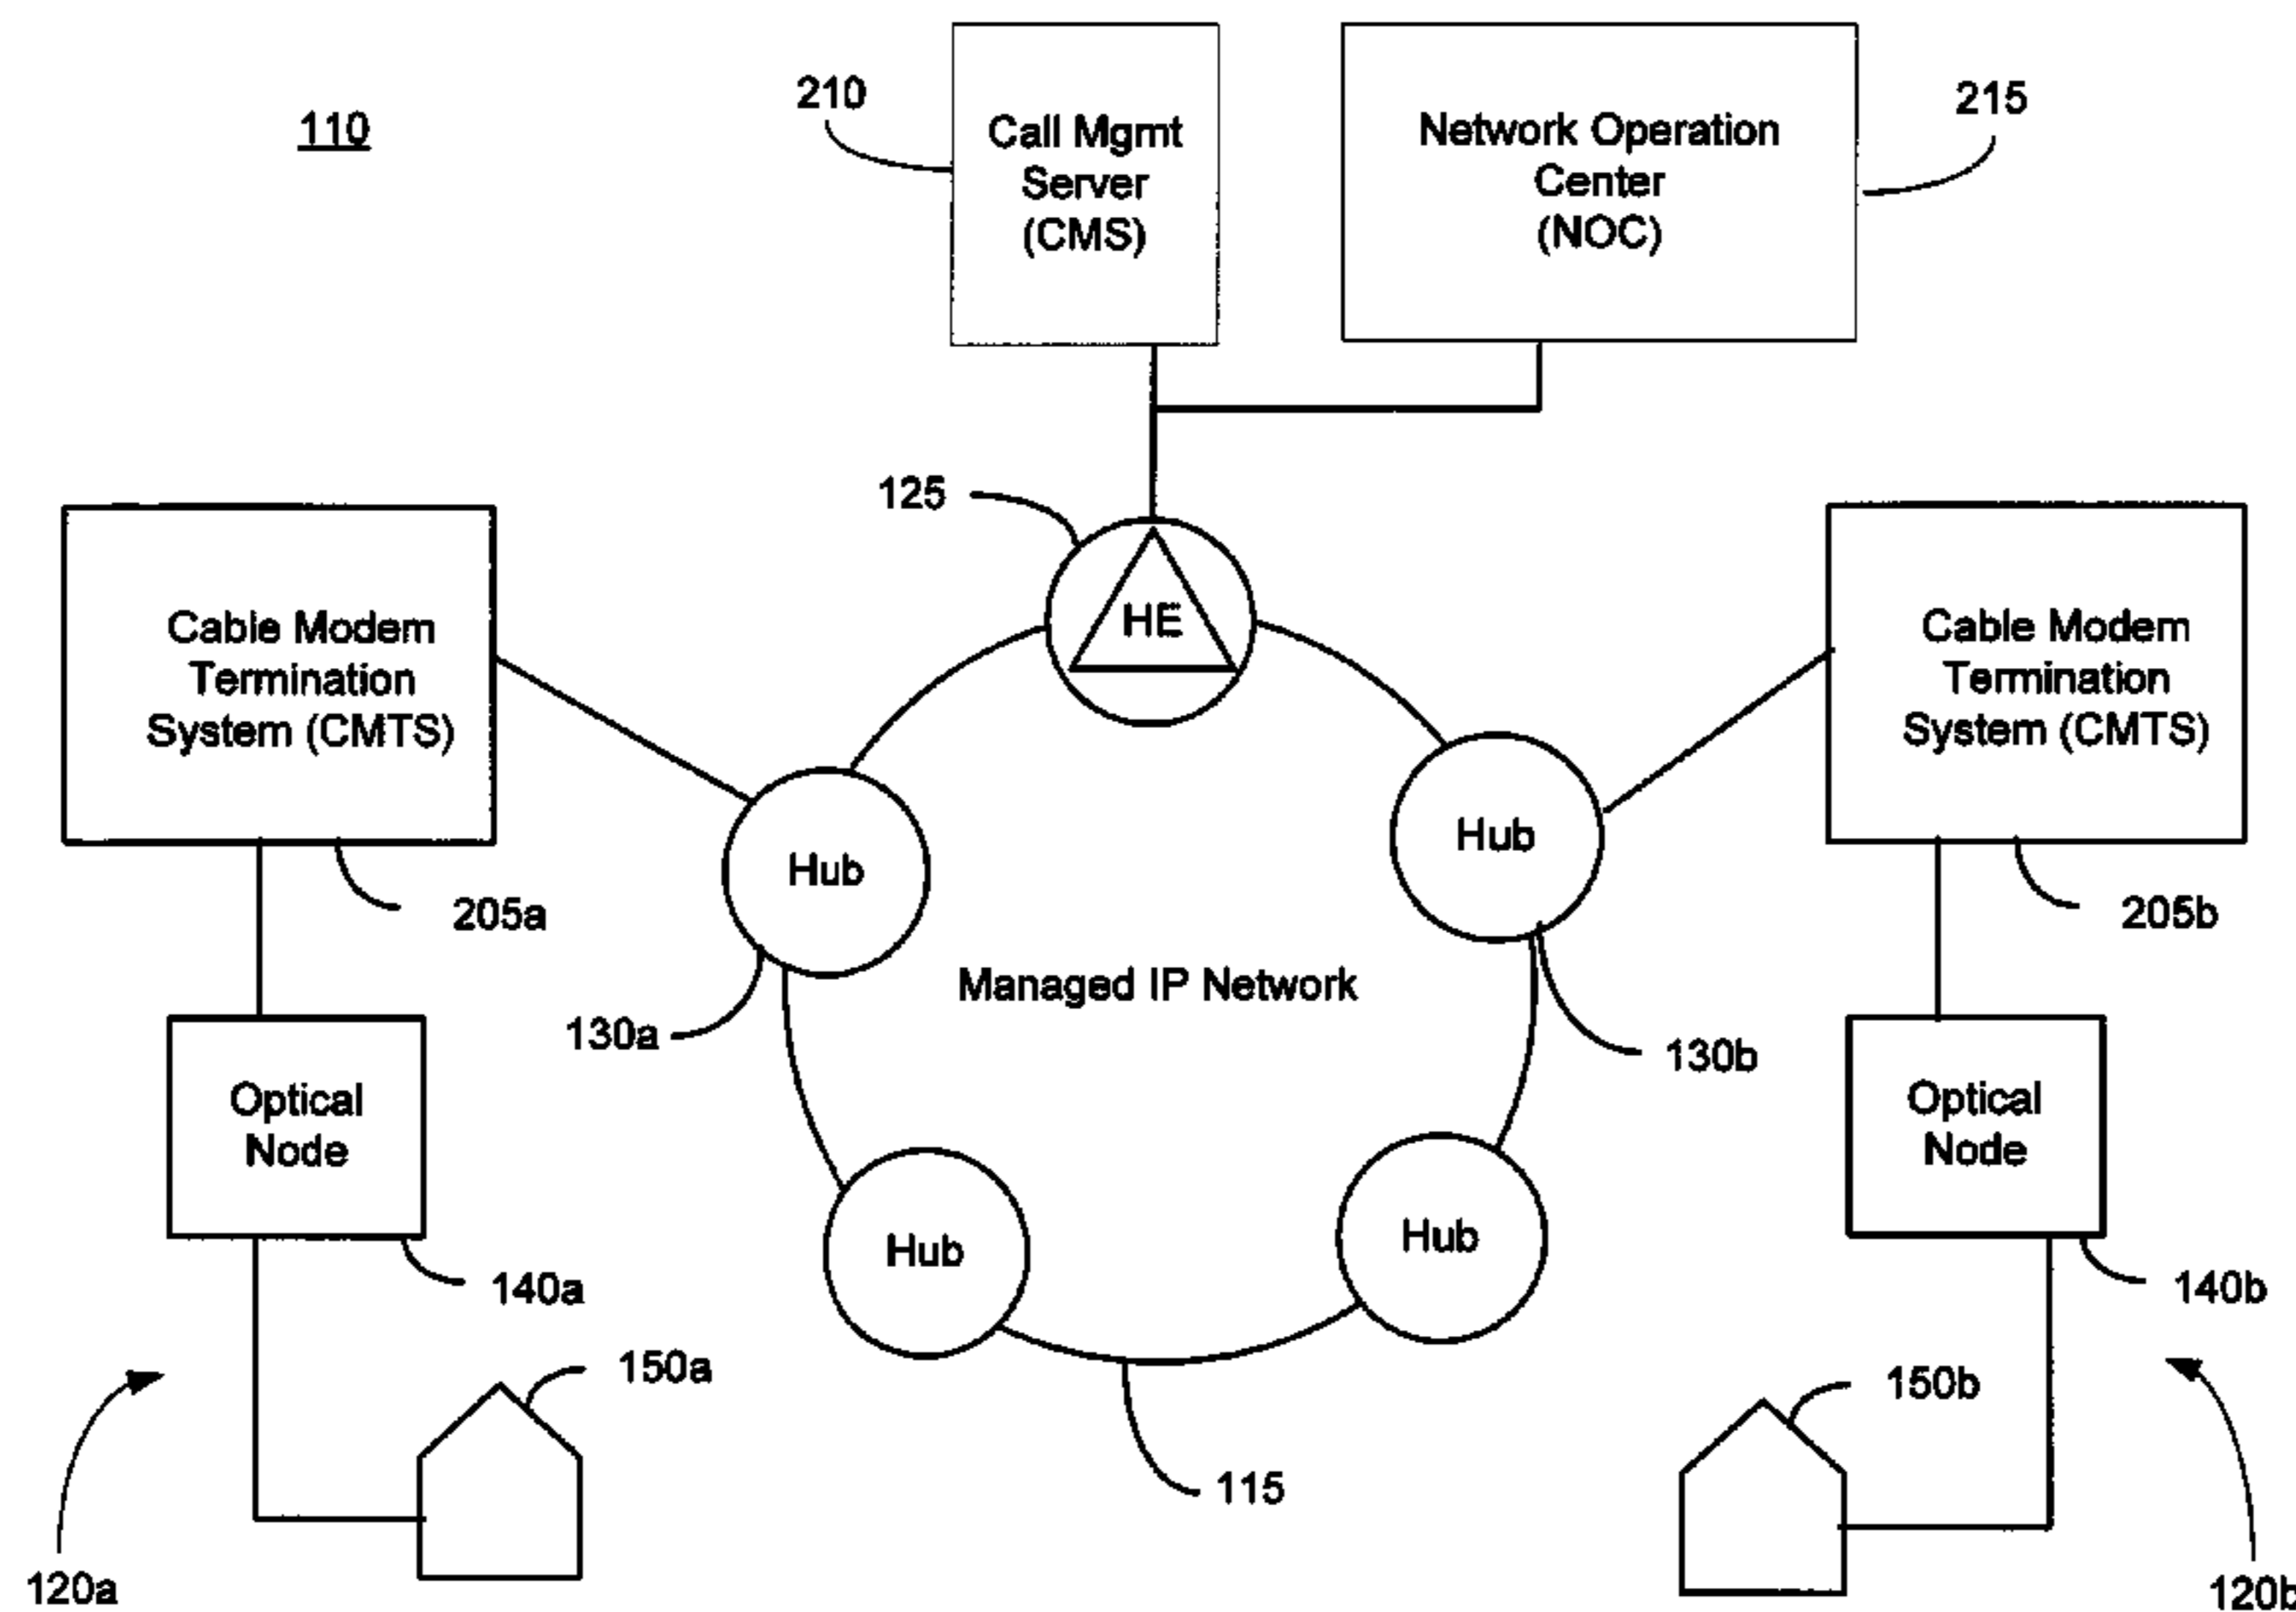 110
210
Call Mgmt
Server
(CMS)
Network Operation
Center
(NOC)
215
125
HE
Cable Modem
Termination
System (CMTS)
205a
Hub
130a
Managed IP Network
Hub
130b
Cable Modem
Termination
System (CMTS)
205b
Optical
Node
140a
Hub
Hub
Optical
Node
140b
150a
150b
115
120a
120b